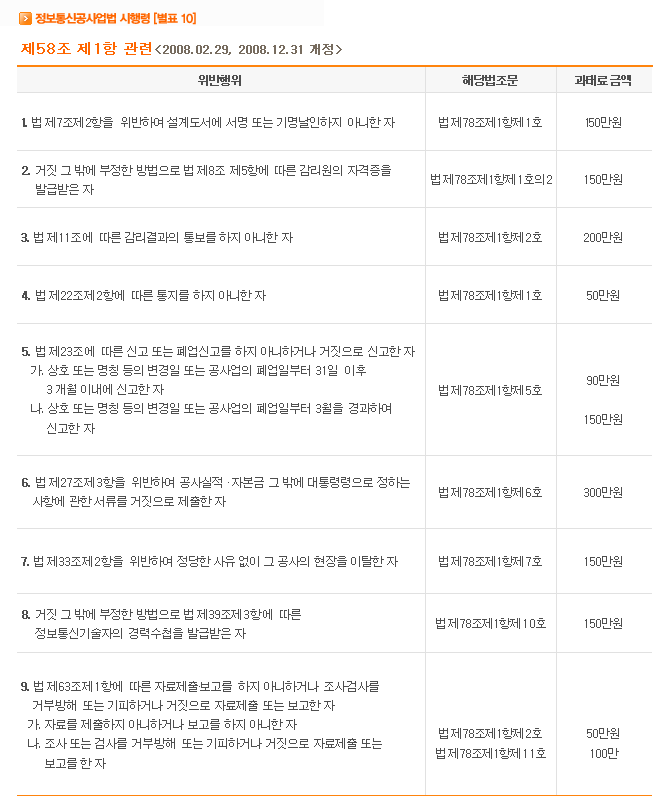 정보통신공사업법 시행령 [별표 10]
제58조 제1항 관련<2008.02.29, 2008.12.31 개정>
위반행위 해당법조문 과태료 금액
1. 법 제7조제2항을 위반하여 설계도서에 서명 또는 기명날인하지 아니한 자 법 제78조제1항제1호 150만원
2. 거짓 그 밖에 부정한 방법으로 법 제8조 제5항에 따른 감리원의 자격증을
발급받은 자
법 제78조제1항제1호의2 150만원
3. 법 제11조에 따른 감리결과의 통보를 하지 아니한 자 법 제78조제1항제2호 200만원
4. 법 제22조제2항에 따른 통지를 하지 아니한 자 법 제78조제1항제1호 50만원
5. 법 제23조에 따른 신고 또는 폐업신고를 하지 아니하거나 거짓으로 신고한 자
가. 상호 또는 명칭 등의 변경일 또는 공사업의 폐업일부터 31일 이후
3개월 이내에 신고한 자
나. 상호 또는 명칭 등의 변경일 또는 공사업의 폐업일부터 3월을 경과하여
신고한 자
법 제78조제1항제5호
90만원
150만원
6. 법 제27조제3항을 위반하여 공사실적·자본금 그 밖에 대통령령으로 정하는
사항에 관한 서류를 거짓으로 제출한 자
법 제78조제1항제6호 300만원
7. 법 제33조제2항을 위반하여 정당한 사유 없이 그 공사의 현장을 이탈한 자 법 제78조제1항제7호 150만원
8. 거짓 그 밖에 부정한 방법으로 법 제39조제3항에 따른
정보통신기술자의 경력수첩을 발급받은 자
법 제78조제1항제10호 150만원
9. 법 제63조제1항에 따른 자료제출보고를 하지 아니하거나 조사검사를
거부방해 또는 기피하거나 거짓으로 자료제출 또는 보고한 자
가. 자료를 제출하지 아니하거나 보고를 하지 아니한 자
나. 조사 또는 검사를 거부방해 또는 기피하거나 거짓으로 자료제출 또는
보고를 한 자
법 제78조제1항제2호 50만원
법 제78조제1항제11호 100만